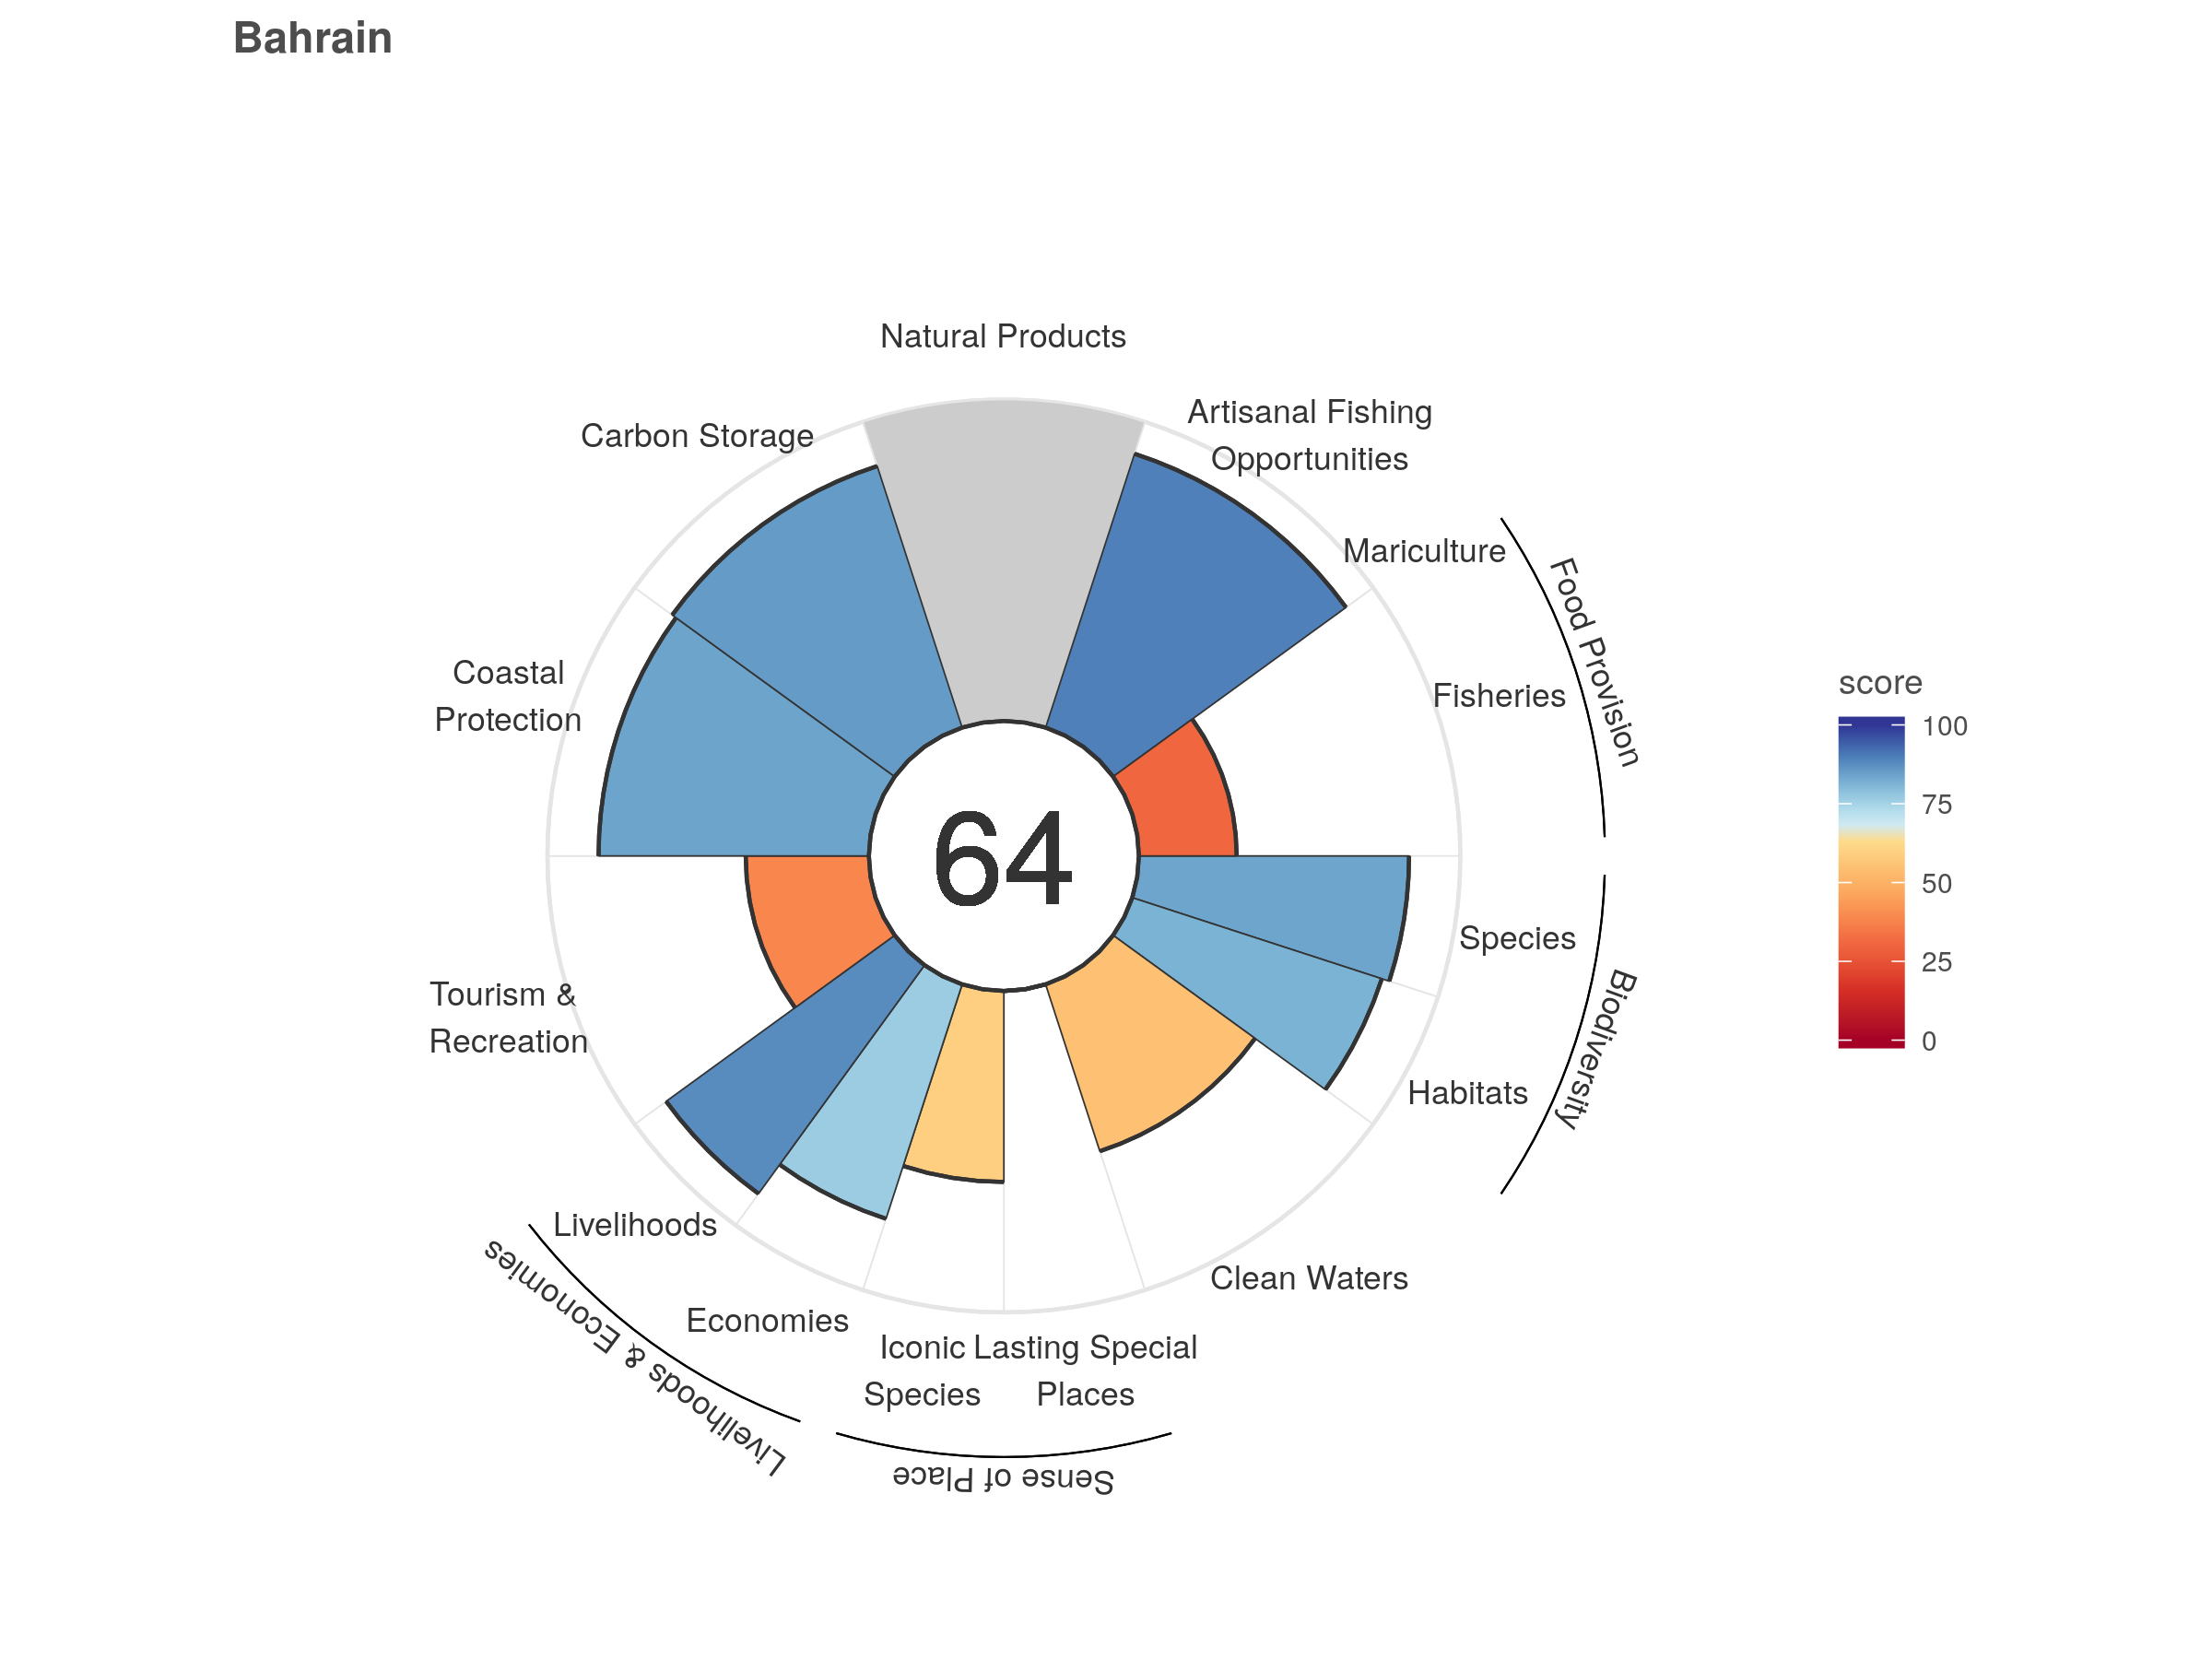 Bahrain
Natural Products
Artisanal Fishing
Opportunities
Carbon Storage
Mariculture
Food Provision
Fisheries
Coastal
Protection
score
100
75
50
25
0
64
Species
Biodiversity
Habitats
Tourism &
Recreation
Livelihoods
Clean Waters
Economies
Livelihoods & Economies
Iconic
Species
Lasting Special
Places
Sense of Place